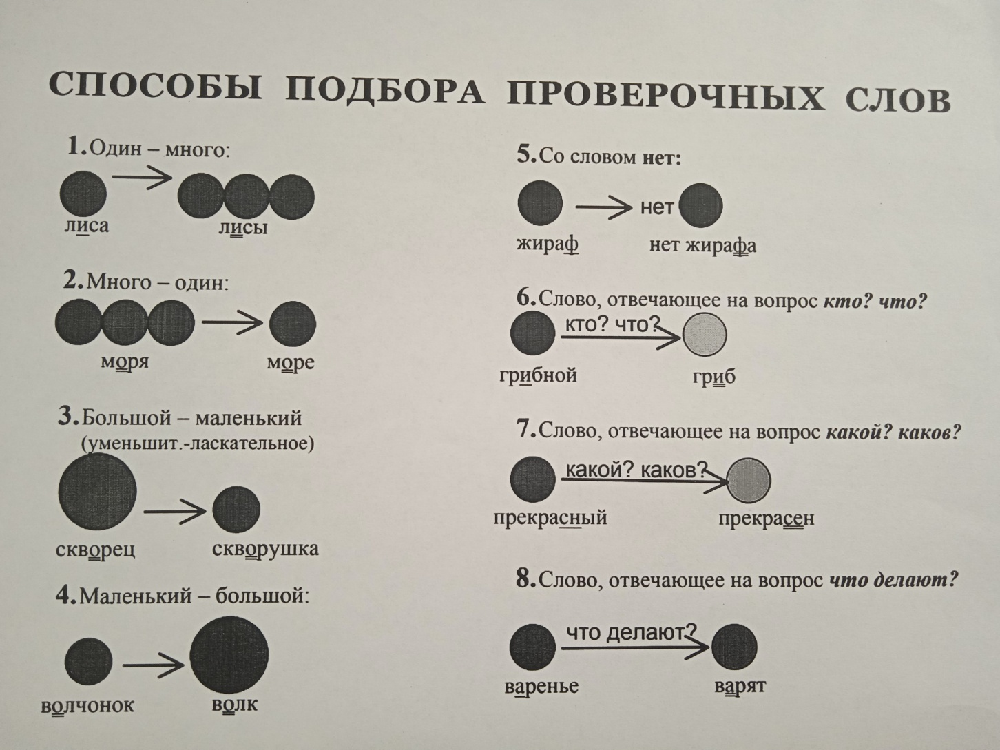 СПОСОБЫ ПОДБОРА ПРОВЕРОЧНЫХ СЛОВ
1.Один – много:
лиса
лисы
2.Много – один:
моря
море
3.Большой – маленький
(уменьшит.-ласкательное)
скворец
скворушка
4.Маленький – большой:
волчонок
волк
5.Со словом нет:
нет
жираф
нет жирафа
6.Слово, отвечающее на вопрос кто? что?
кто? что?
грибной
гриб
7.Слово, отвечающее на вопрос какой? каков?
какой? каков?
прекрасный
прекрасен
8.Слово, отвечающее на вопрос что делают?
что делают?
варенье
варят